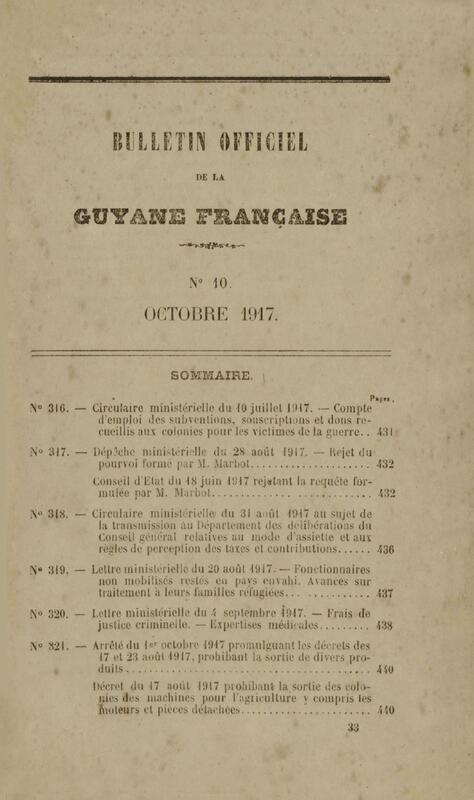 BULLETIN OFFICIEL
DE LA
GUYANE FRANÇAISE
N° 10.
OCTOBRE 1917.
SOMMAIRE.
Pages.
N° 316. — Circulaire ministérielle du 10 juillet 1917. — Compte
d'emploi des subventions, souscriptions et dons re-
cueillis aux colonies pour les victimes de la guerre.. 431
N° 317. — Dépêche ministérielle du 28 août 1917. — Rejet du
pourvoi formé par M. Marbot.................... 432
Conseil d'Etat du 18 juin 1917 rejetant la requête for-
mulée par M. Marbot........................... 432
N° 318. — Circulaire ministérielle du 31 août 1917 au sujet de
la transmission au Département des délibérations du
Conseil général relatives au mode d'assiette et aux
règles de perception des taxes et contributions...... 436
N° 319. — Lettre ministérielle du 20 août 1917. — Fonctionnaires
non mobilisés restés en pays envahi. Avances sur
traitement à leurs familles réfugiées.................. 437
N° 320. — Lettre ministérielle du 4 septembre 1917. — Frais de
justice criminelle. — Expertises médicales......... 438
N° 321. — Arrêté du 1er octobre 1917 promulguant les décrets des
17 et 23 août 1917, prohibant la sortie de divers pro-
duits............................................. 440
Décret du 17 août 1917 prohibant la sortie des colo-
nies des machines pour l'agriculture y compris les
moteurs et pièces détachées...................... 440
33